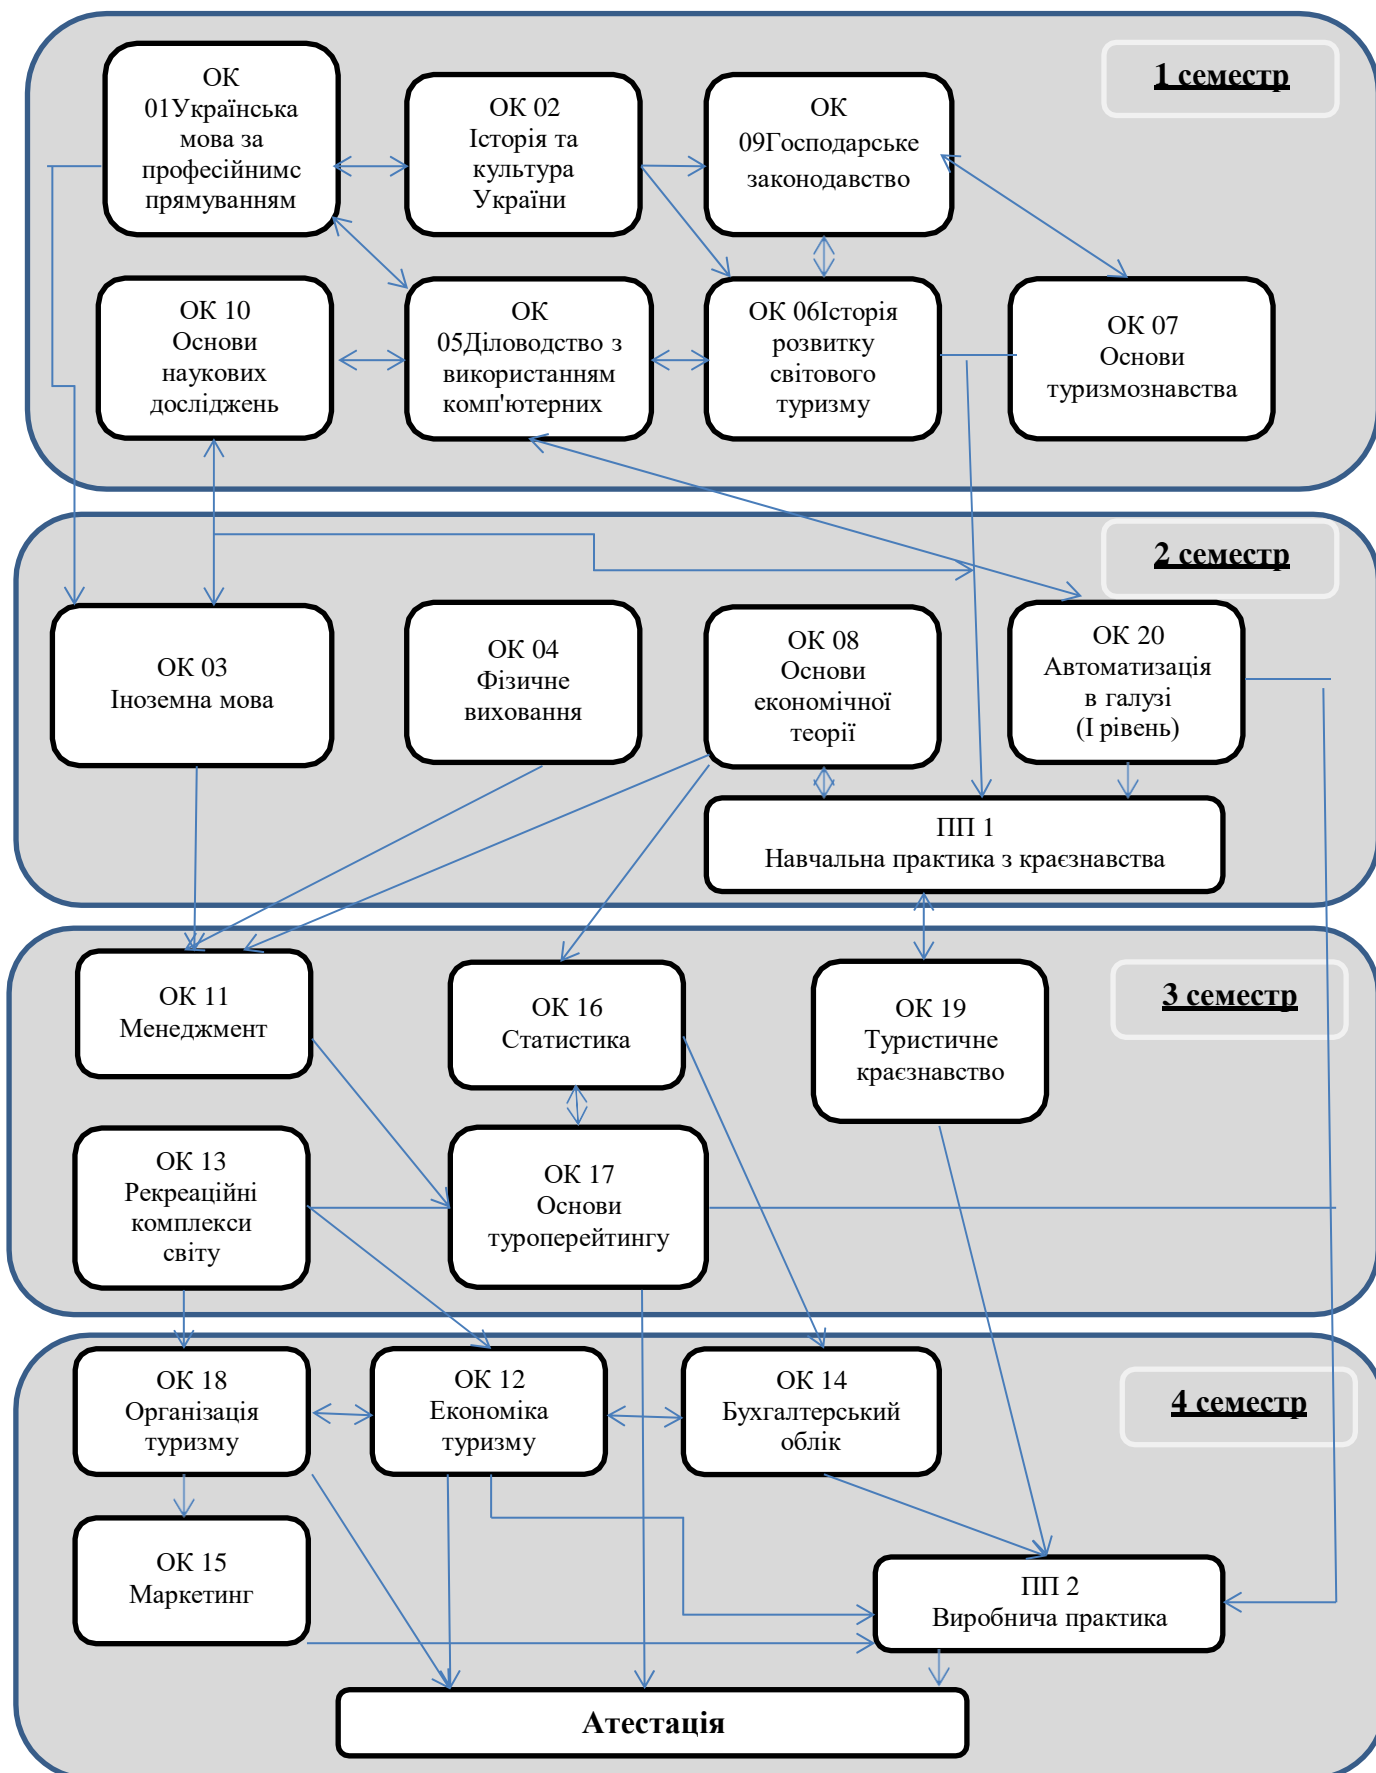 1 семестр
ОК
01Українська
мова за
професійнимс
прямуванням
ОК 02
Історія та
культура
України
ОК
09Господарське
законодавство
ОК 10
Основи
наукових
досліджень
ОК
05Діловодство з
використанням
комп'ютерних
ОК 06Історія
розвитку
світового
туризму
ОК 07
Основи
туризмознавства
2 семестр
ОК 03
Іноземна мова
ОК 04
Фізичне
виховання
ОК 08
Основи
економічної
теорії
ОК 20
Автоматизація
в галузі
(І рівень)
ПП 1
Навчальна практика з краєзнавства
3 семестр
ОК 11
Менеджмент
ОК 16
Статистика
ОК 19
Туристичне
краєзнавство
ОК 13
Рекреаційні
комплекси
світу
ОК 17
Основи
туроперейтингу
4 семестр
ОК 18
Організація
туризму
ОК 12
Економіка
туризму
ОК 14
Бухгалтерський
облік
ОК 15
Маркетинг
ПП 2
Виробнича практика
Атестація